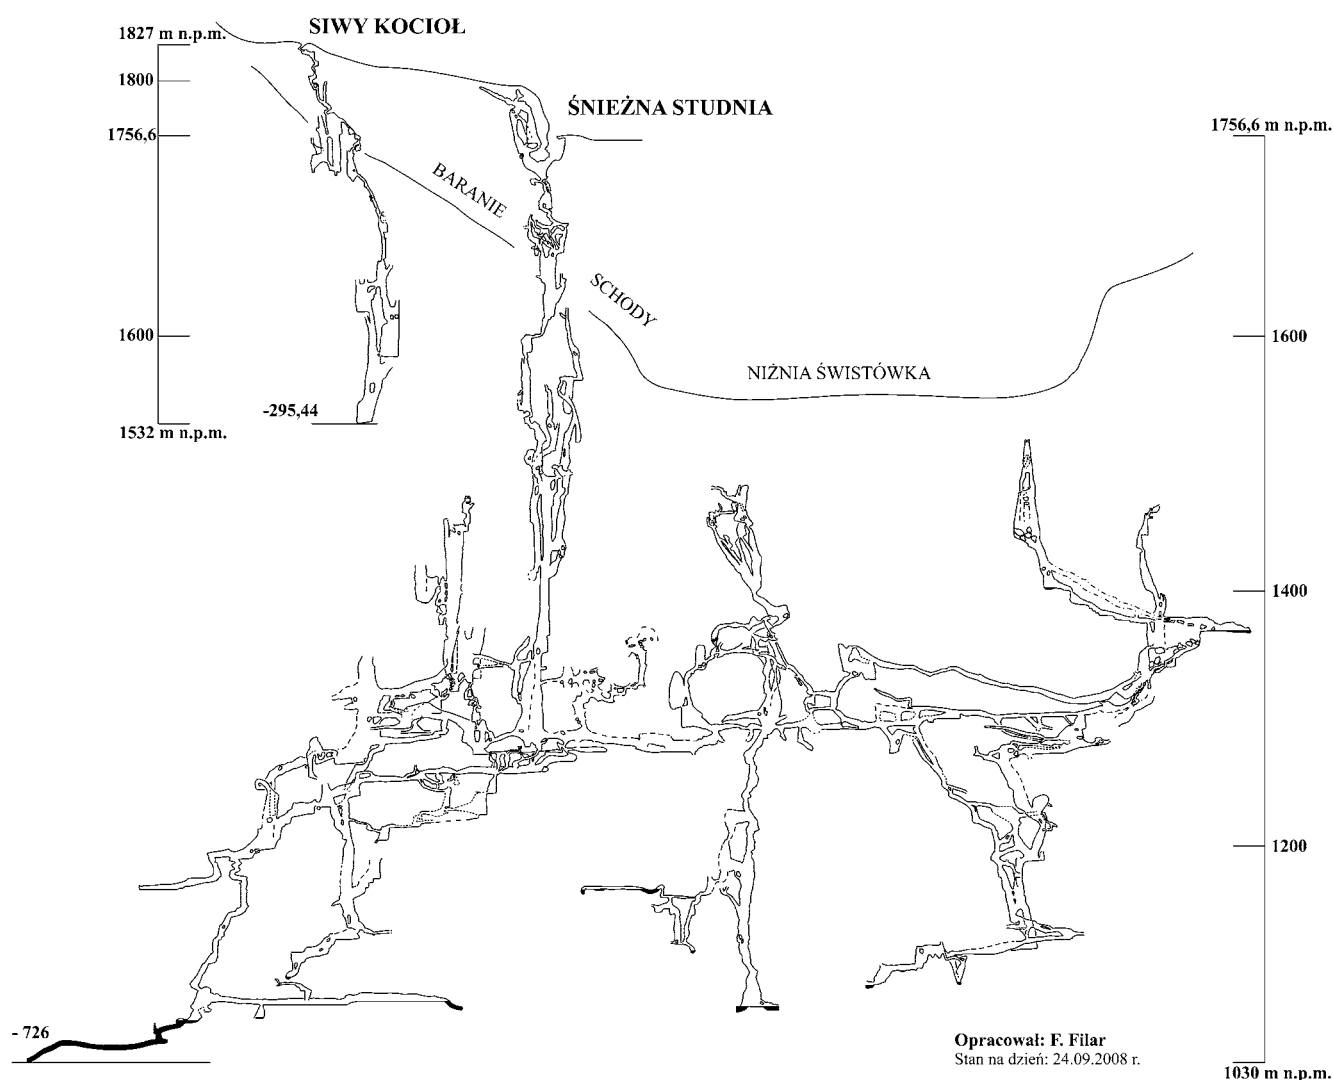 SIWY KOCIOŁ
1827 m n.p.m.
1800
1756,6
ŚNIEŻNA STUDNIA
1756,6 m n.p.m.
BARANIE
SCHODY
1600
1600
NIŻNIA ŚWISTÓWKA
-295,44
1532 m n.p.m.
1400
1200
- 726
Opracował: F. Filar
Stan na dzień: 24.09.2008 r.
1030 m n.p.m.